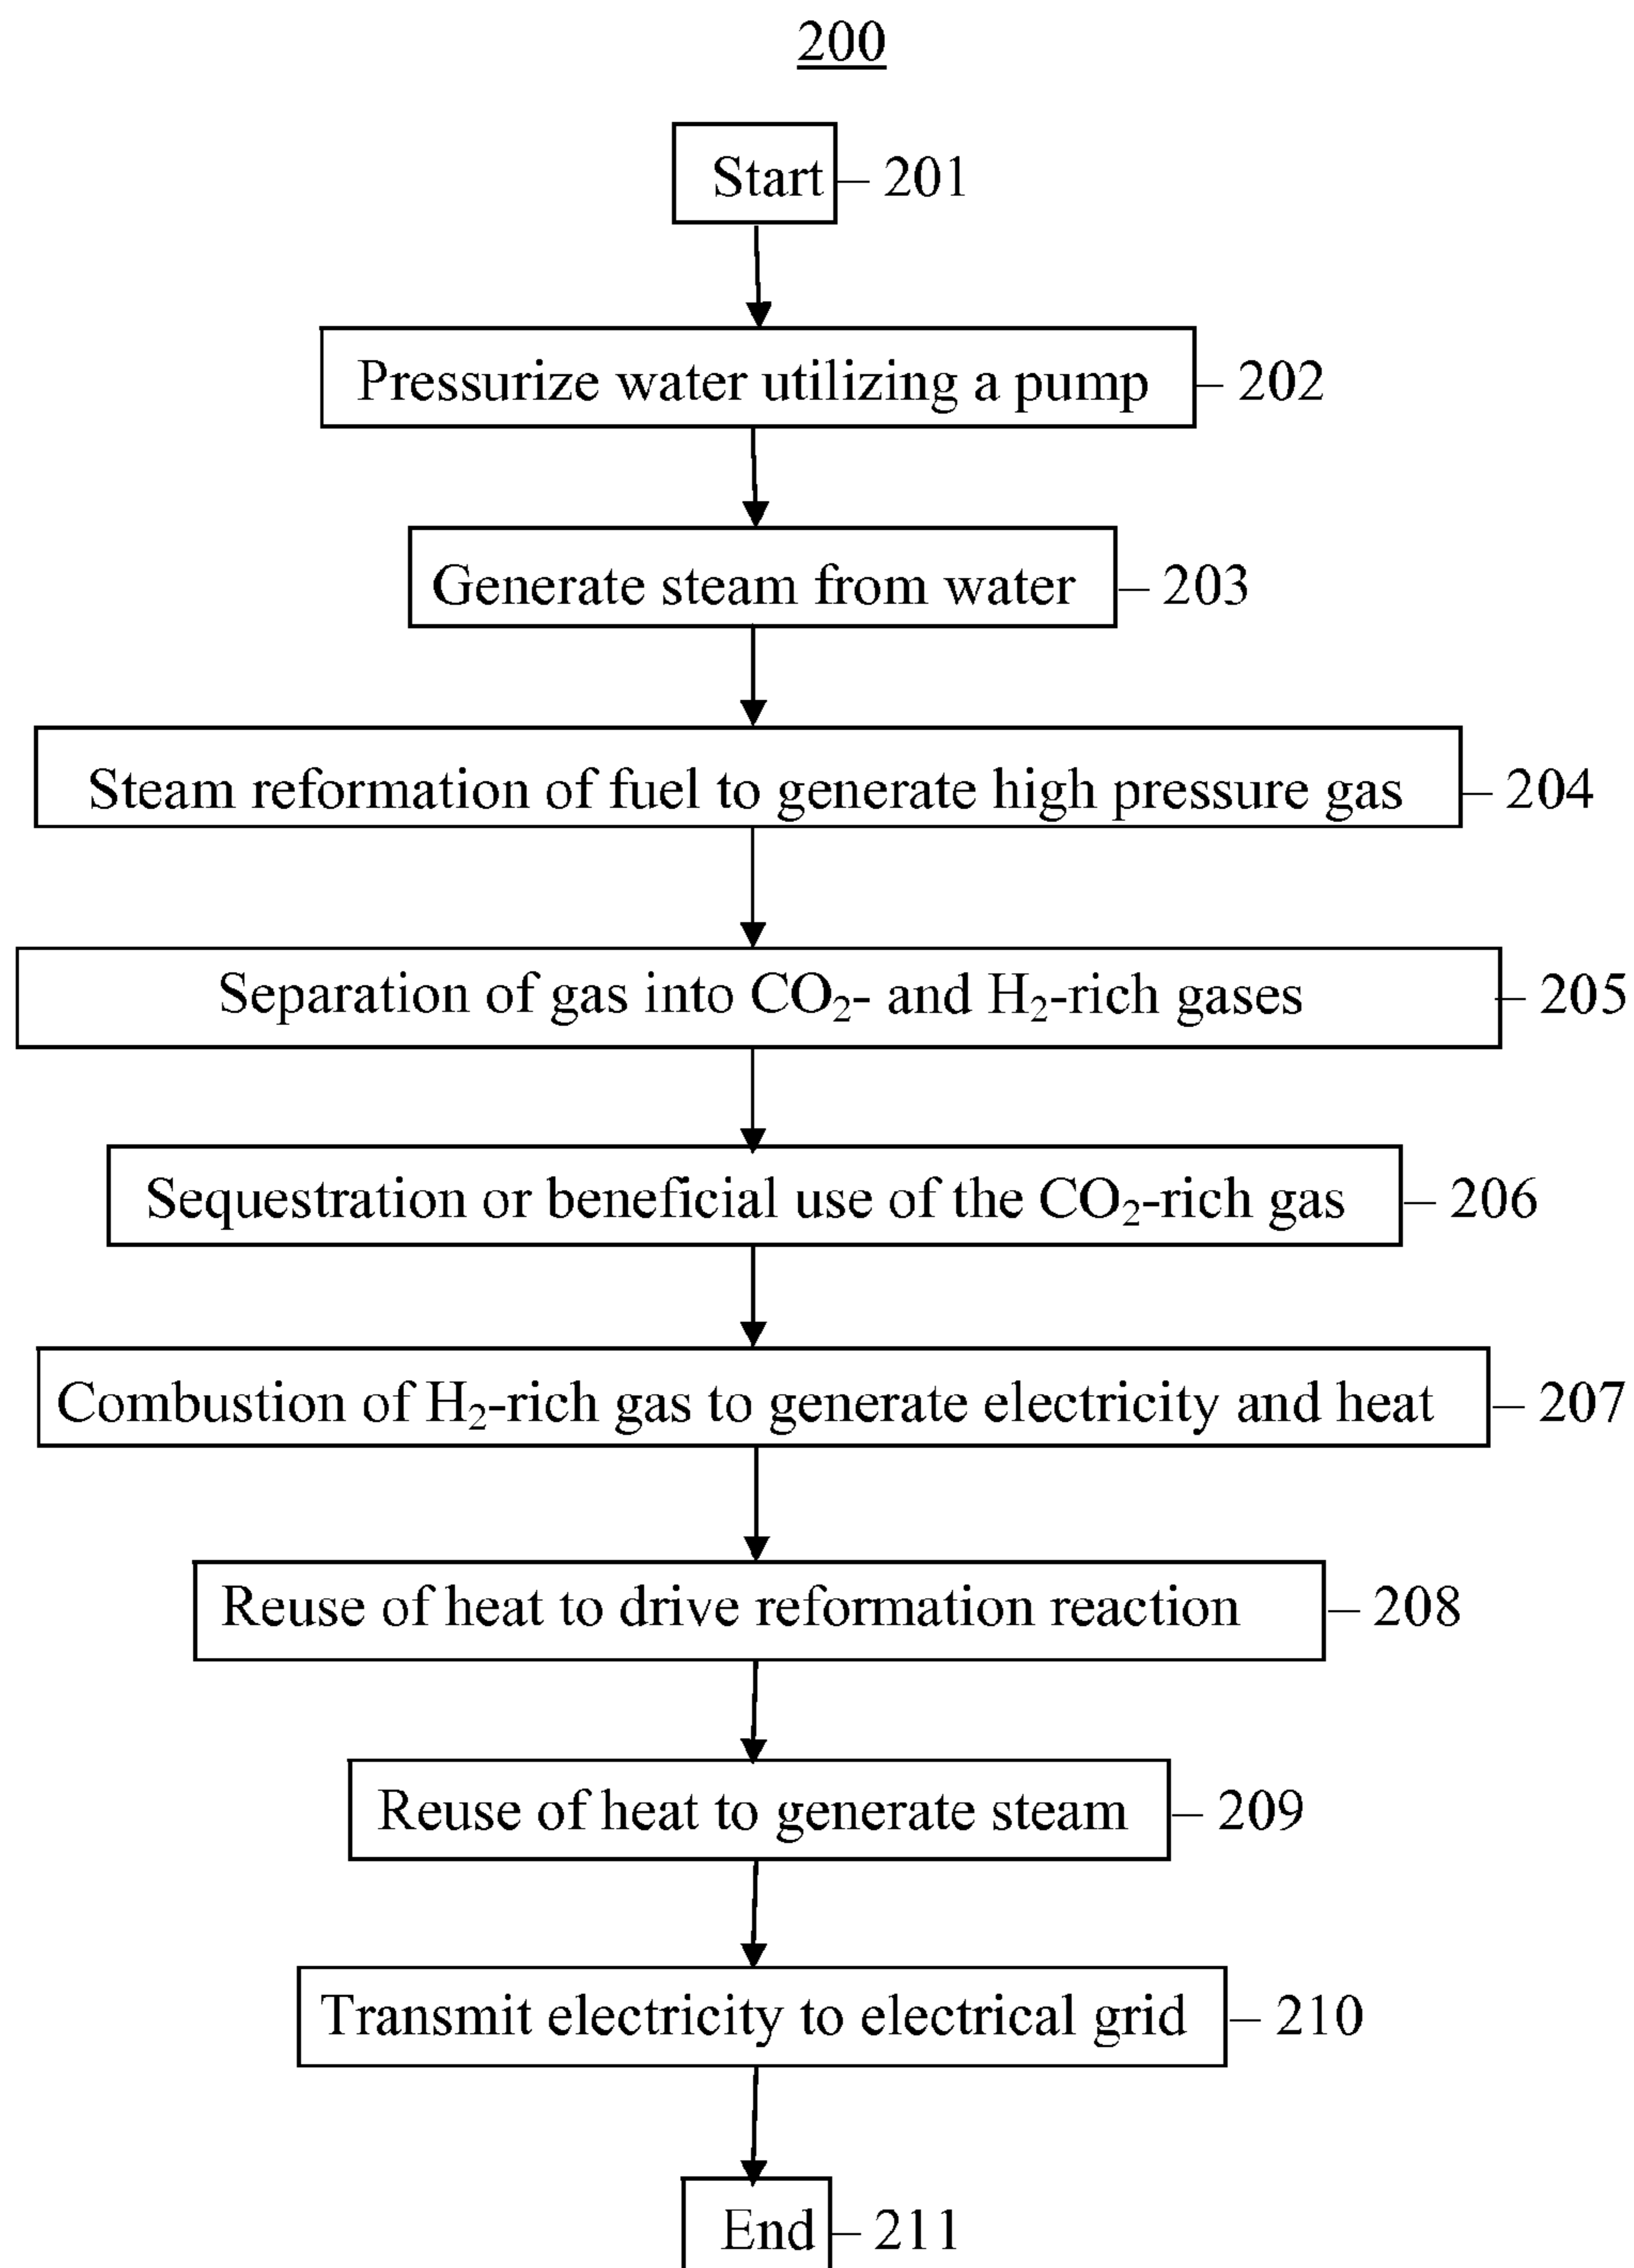 200
Start 201
Pressurize water utilizing a pump 202
Generate steam from water 203
Steam reformation of fuel to generate high pressure gas 204
Separation of gas into CO₂- and H₂-rich gases 205
Sequestration or beneficial use of the CO₂-rich gas 206
Combustion of H₂-rich gas to generate electricity and heat 207
Reuse of heat to drive reformation reaction 208
Reuse of heat to generate steam 209
Transmit electricity to electrical grid 210
End 211